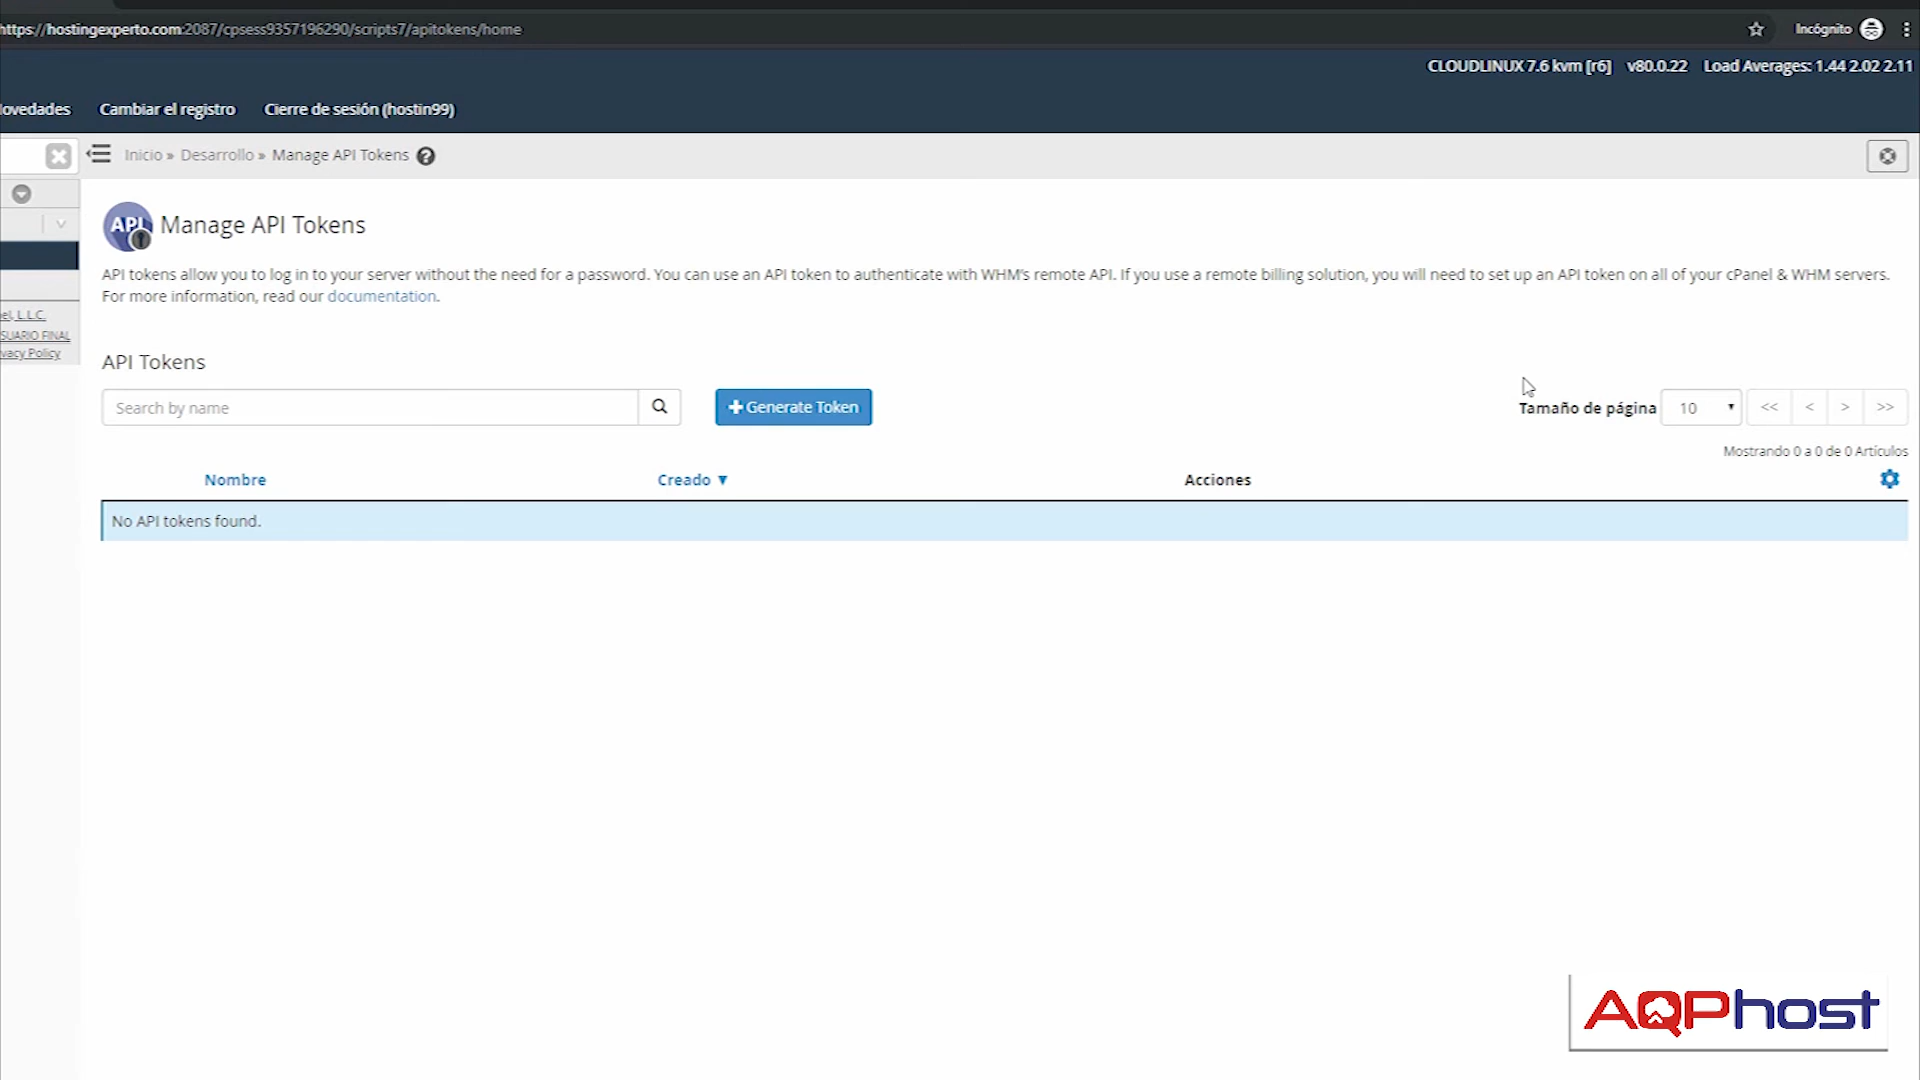 https://hostingexperto.com:2087/cpsess9357196290/scripts7/apitokens/home
Incógnito
CLOUDLINUX 7.6 kvm [r6] v80.0.22 Load Averages: 1.44 2.02 2.11
ovedades Cambiar el registro Cierre de sesión (hostin99)
Inicio » Desarrollo » Manage API Tokens
API Manage API Tokens
API tokens allow you to log in to your server without the need for a password. You can use an API token to authenticate with WHM's remote API. If you use a remote billing solution, you will need to set up an API token on all of your cPanel & WHM servers.
For more information, read our documentation.
el, L.L.C.
SUARIO FINAL
vacy Policy
API Tokens
Search by name
Generate Token
Tamaño de página 10 << < > >>
Mostrando 0 a 0 de 0 Artículos
Nombre Creado ▼ Acciones
No API tokens found.
AQPhost